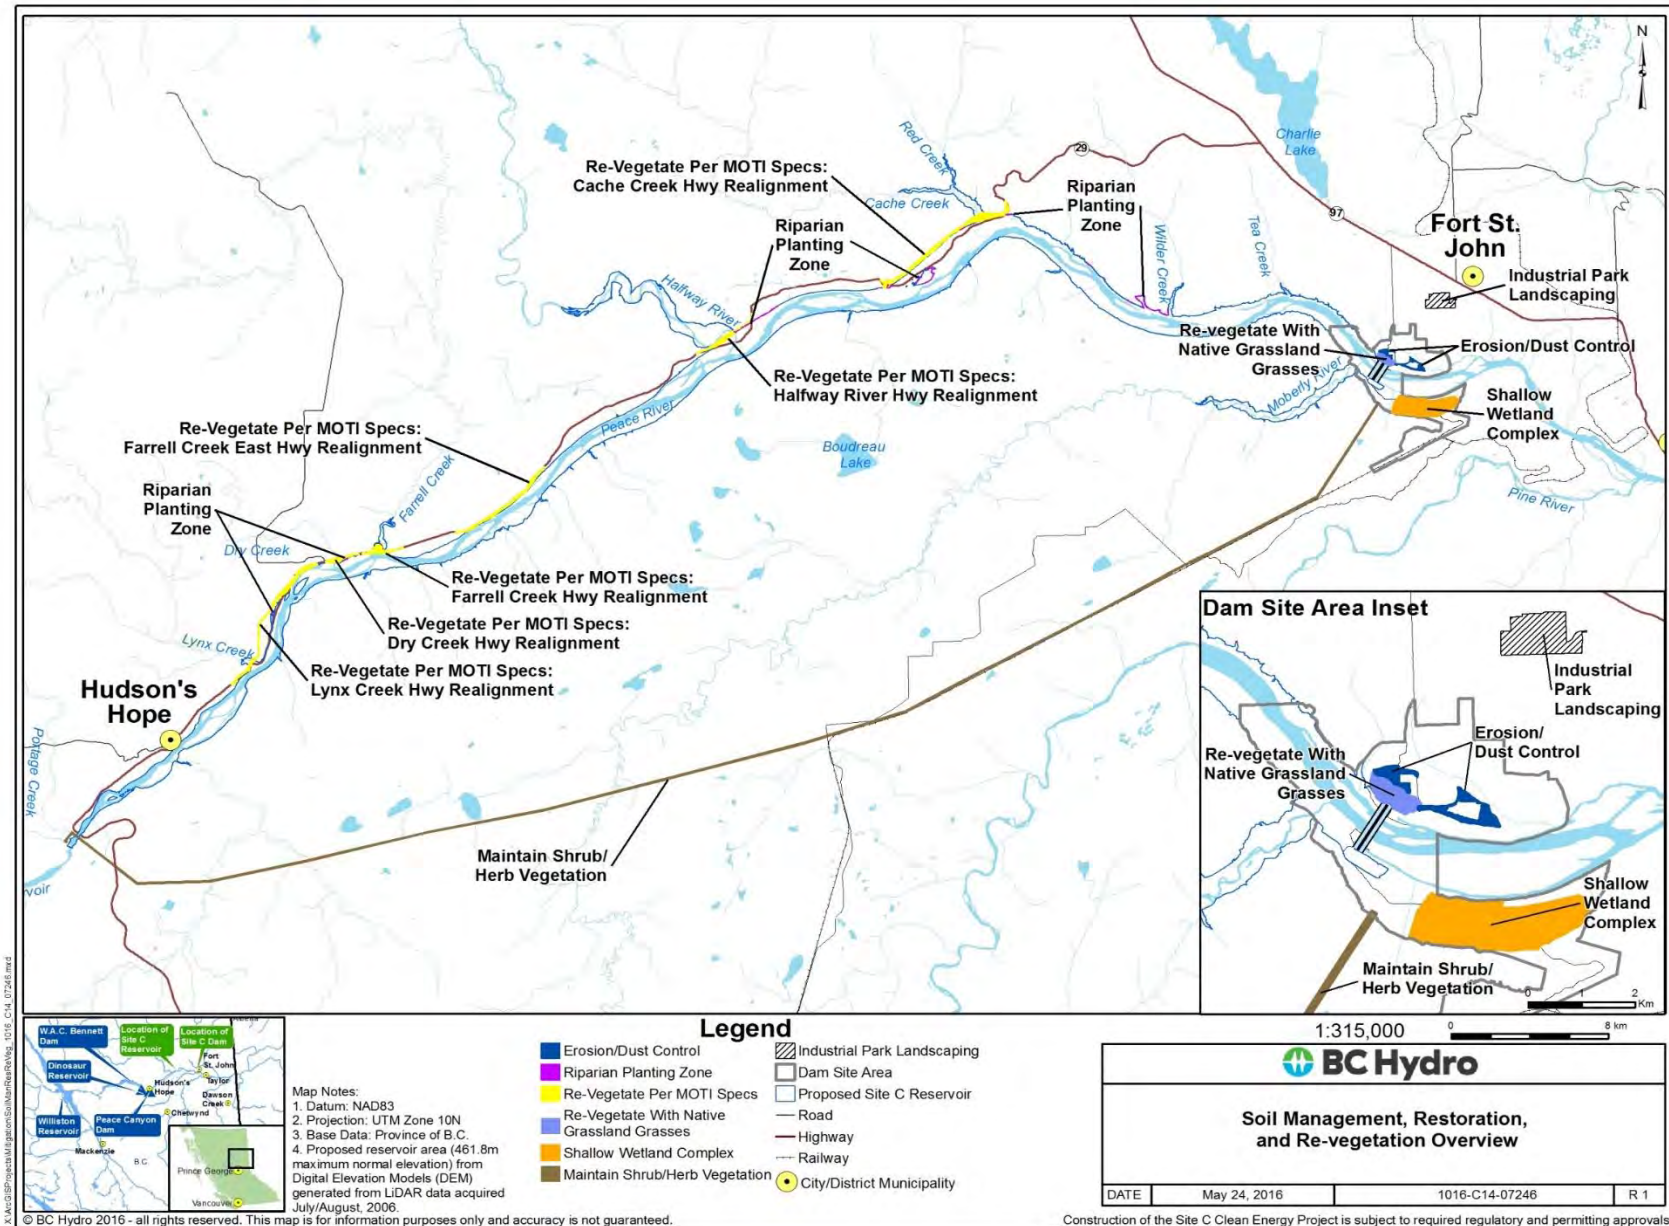 N
Charlie
Lake
29
97
Red Creek
Cache Creek
Re-Vegetate Per MOTI Specs:
Cache Creek Hwy Realignment
Riparian
Planting
Zone
Riparian
Planting
Zone
Wilder Creek
Tea Creek
Fort St.
John
Industrial Park
Landscaping
Halfway River
Re-vegetate With
Native Grassland
Grasses
Erosion/Dust Control
Re-Vegetate Per MOTI Specs:
Halfway River Hwy Realignment
Moberly River
Shallow
Wetland
Complex
Peace River
Re-Vegetate Per MOTI Specs:
Farrell Creek East Hwy Realignment
Boudreau
Lake
Pine River
Farrell Creek
Riparian
Planting
Zone
Dry Creek
Re-Vegetate Per MOTI Specs:
Farrell Creek Hwy Realignment
Re-Vegetate Per MOTI Specs:
Dry Creek Hwy Realignment
Lynx Creek
Re-Vegetate Per MOTI Specs:
Lynx Creek Hwy Realignment
Hudson's
Hope
Portage Creek
voir
Maintain Shrub/
Herb Vegetation
Dam Site Area Inset
Industrial
Park
Landscaping
Erosion/
Dust Control
Re-vegetate With
Native Grassland
Grasses
Shallow
Wetland
Complex
Maintain Shrub/
Herb Vegetation
0 1 2
Km
1:315,000 0 8 km
W.A.C. Bennett
Dam
Location of
Site C
Reservoir
Location of
Site C Dam
Dinosaur
Reservoir
Fort
St. John
Taylor
Hudson's
Hope
Dawson
Creek
Chetwynd
Williston
Reservoir
Peace Canyon
Dam
Mackenzie
B.C.
Prince George
Vancouver
Map Notes:
1. Datum: NAD83
2. Projection: UTM Zone 10N
3. Base Data: Province of B.C.
4. Proposed reservoir area (461.8m
maximum normal elevation) from
Digital Elevation Models (DEM)
generated from LiDAR data acquired
July/August, 2006.
Legend
Erosion/Dust Control
Riparian Planting Zone
Re-Vegetate Per MOTI Specs
Re-Vegetate With Native
Grassland Grasses
Shallow Wetland Complex
Maintain Shrub/Herb Vegetation
Industrial Park Landscaping
Dam Site Area
Proposed Site C Reservoir
Road
Highway
Railway
City/District Municipality
BC Hydro
Soil Management, Restoration,
and Re-vegetation Overview
DATE May 24, 2016 1016-C14-07246 R 1
© BC Hydro 2016 - all rights reserved. This map is for information purposes only and accuracy is not guaranteed.
Construction of the Site C Clean Energy Project is subject to required regulatory and permitting approvals